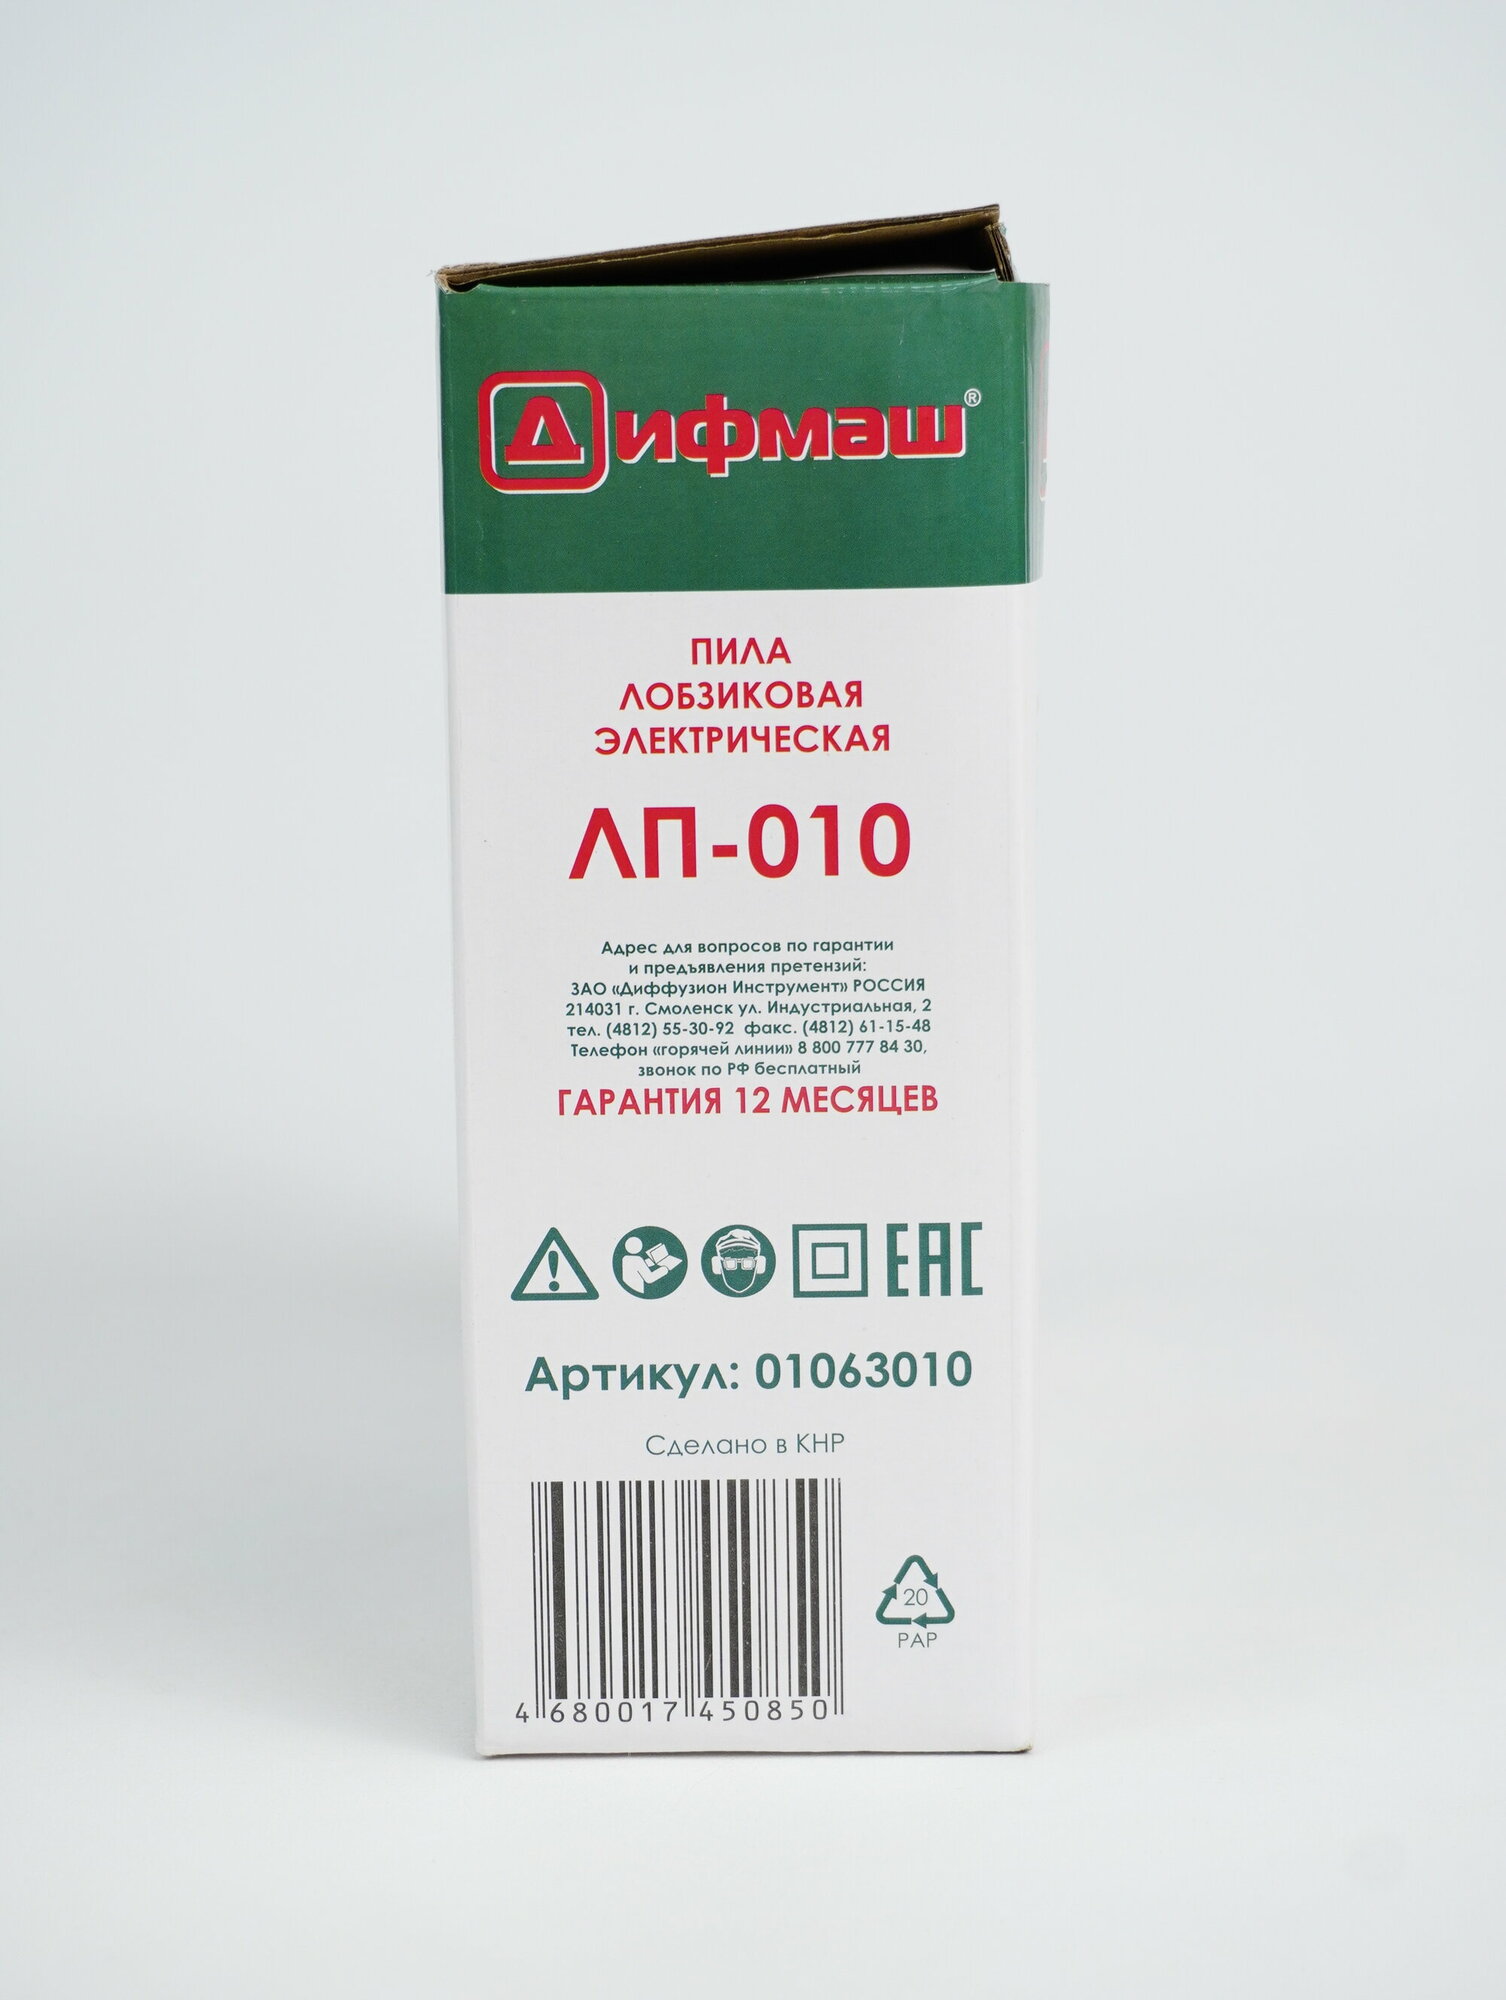 Дифмаш®
ПИЛА
ЛОБЗИКОВАЯ
ЭЛЕКТРИЧЕСКАЯ
ЛП-010
Адрес для вопросов по гарантии
и предъявления претензий:
ЗАО «Диффузион Инструмент» РОССИЯ
214031 г. Смоленск ул. Индустриальная, 2
тел. (4812) 55-30-92 факс. (4812) 61-15-48
Телефон «горячей линии» 8 800 777 84 30,
звонок по РФ бесплатный
ГАРАНТИЯ 12 МЕСЯЦЕВ
EAC
Артикул: 01063010
Сделано в КНР
20
PAP
4 680017 450850